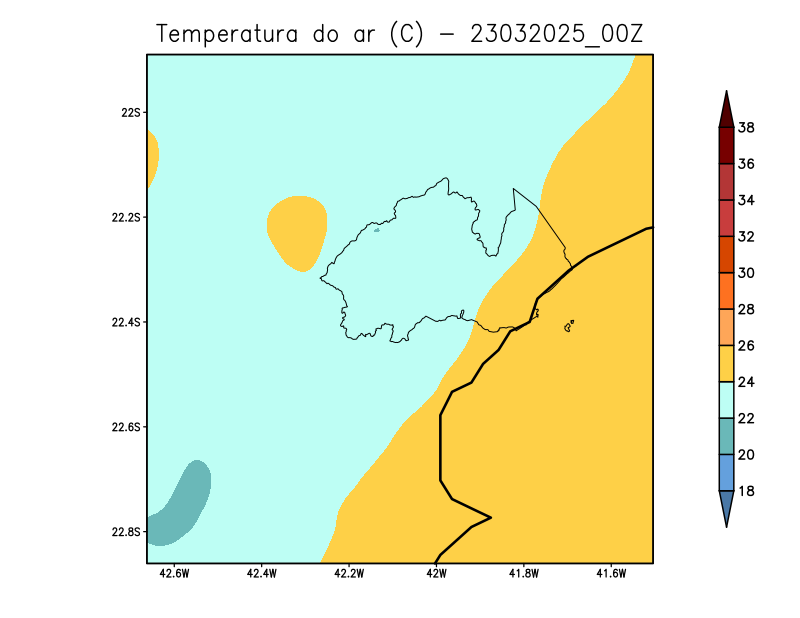 Temperatura do ar (C) - 23032025_00Z
22S
22.2S
22.4S
22.6S
22.8S
42.6W
42.4W
42.2W
42W
41.8W
41.6W
38
36
34
32
30
28
26
24
22
20
18